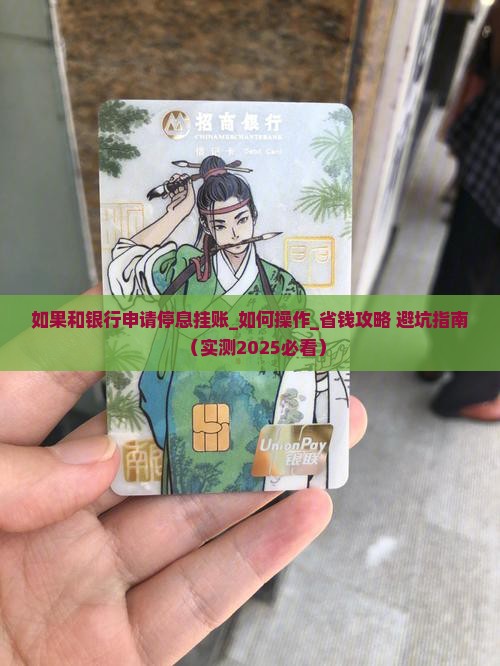 招商银行
CHINA MERCHANTS BANK
借记卡 Debit Card
如果和银行申请停息挂账_如何操作_省钱攻略 避坑指南
（实测2025必看）
UnionPay
银联